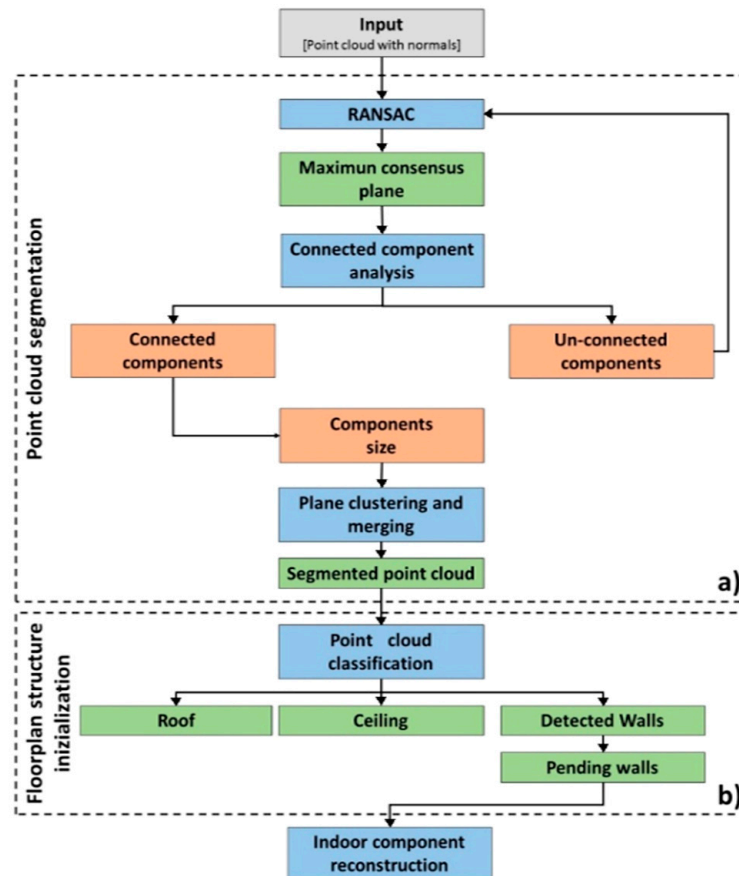 Input
[Point cloud with normals]
RANSAC
Maximun consensus
plane
Connected component
analysis
Connected
components
Un-connected
components
Components
size
Plane clustering and
merging
Segmented point cloud
a)
Point cloud segmentation
Point cloud
classification
Roof
Ceiling
Detected Walls
Pending walls
b)
Floorplan structure
inizialization
Indoor component
reconstruction